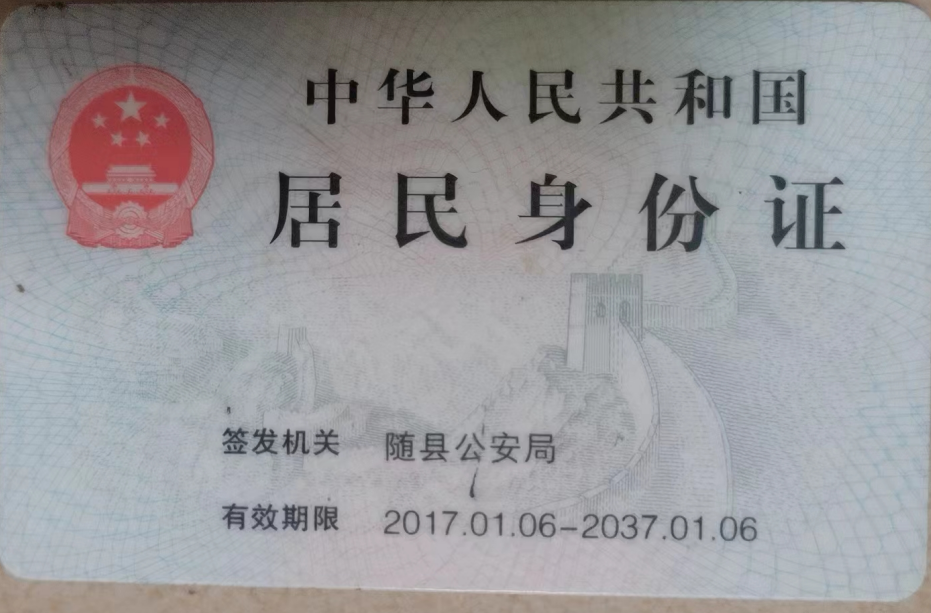 中华人民共和国
居民身份证
签发机关 随县公安局
有效期限 2017.01.06-2037.01.06